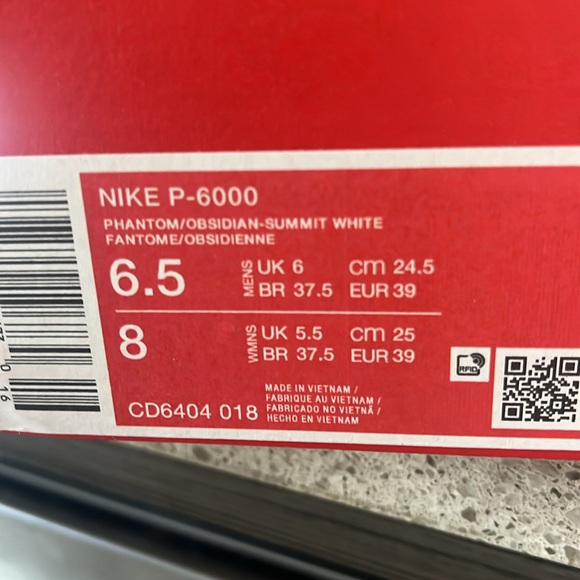 NIKE P-6000
PHANTOM/OBSIDIAN-SUMMIT WHITE
FANTOME/OBSIDIENNE
6.5 MENS UK 6 cm 24.5
BR 37.5 EUR 39
8 WMNS UK 5.5 cm 25
BR 37.5 EUR 39
MADE IN VIETNAM /
FABRIQUE AU VIETNAM /
FABRICADO NO VIETNÃ /
HECHO EN VIETNAM
CD6404 018
RFID